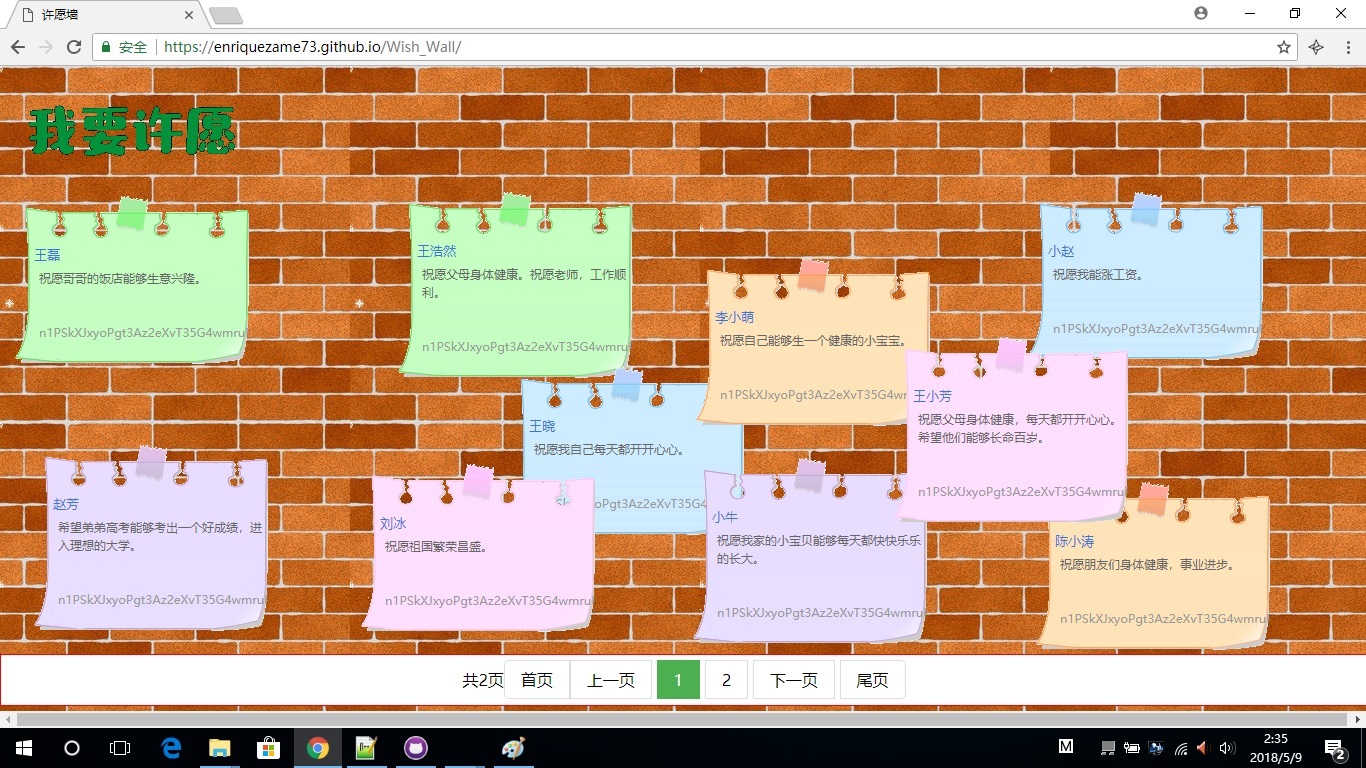 许愿墙
安全
https://enriquezame73.github.io/Wish_Wall/
我要许愿
王磊
祝愿哥哥的饭店能够生意兴隆。
n1PSkXJxyoPgt3Az2eXvT35G4wmru
王浩然
祝愿父母身体健康。祝愿老师，工作顺
利。
n1PSkXJxyoPgt3Az2eXvT35G4wmru
李小萌
祝愿自己能够生一个健康的小宝宝。
n1PSkXJxyoPgt3Az2eXvT35G4wr
小赵
祝愿我能涨工资。
n1PSkXJxyoPgt3Az2eXvT35G4wmru
王晓
祝愿我自己每天都开开心心。
oPgt3Az2eXvT35G4
王小芳
祝愿父母身体健康，每天都开开心心。
希望他们能够长命百岁。
n1PSkXJxyoPgt3Az2eXvT35G4wmru
赵芳
希望弟弟高考能够考出一个好成绩，进
入理想的大学。
n1PSkXJxyoPgt3Az2eXvT35G4wmru
刘冰
祝愿祖国繁荣昌盛。
n1PSkXJxyoPgt3Az2eXvT35G4wmru
小牛
祝愿我家的小宝贝能够每天都快快乐乐
的长大。
n1PSkXJxyoPgt3Az2eXvT35G4wmru
陈小涛
祝愿朋友们身体健康，事业进步。
n1PSkXJxyoPgt3Az2eXvT35G4wmru
共2页 首页 上一页 1 2 下一页 尾页
M
2:35
2018/5/9
2